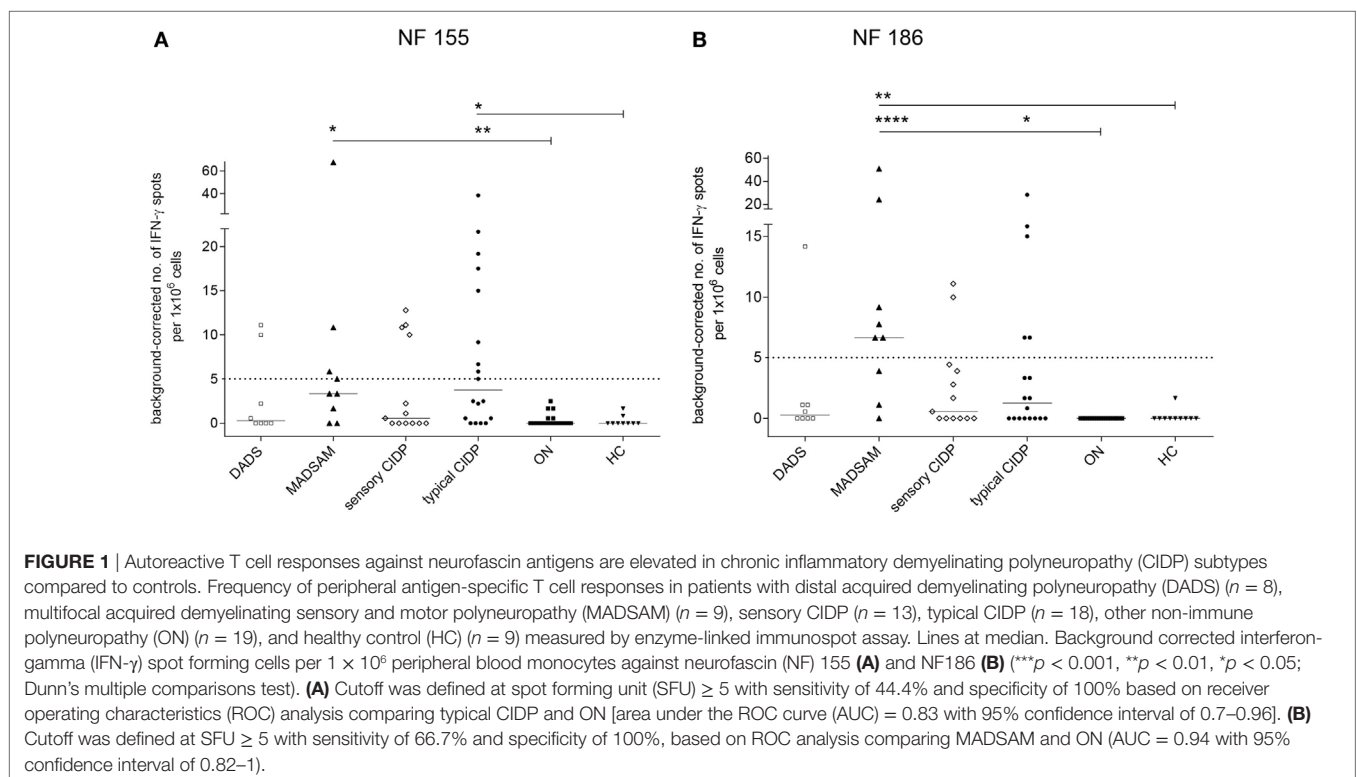 A
NF 155
B
NF 186
*
*
**
**
****
*
background-corrected no. of IFN-γ spots
per 1x10⁶ cells
60
40
20
15
10
5
0
DADS
MADSAM
sensory CIDP
typical CIDP
ON
HC
background-corrected no. of IFN-γ spots
per 1x10⁶ cells
60
40
20
15
10
5
0
DADS
MADSAM
sensory CIDP
typical CIDP
ON
HC
FIGURE 1 | Autoreactive T cell responses against neurofascin antigens are elevated in chronic inflammatory demyelinating polyneuropathy (CIDP) subtypes
compared to controls. Frequency of peripheral antigen-specific T cell responses in patients with distal acquired demyelinating polyneuropathy (DADS) (n = 8),
multifocal acquired demyelinating sensory and motor polyneuropathy (MADSAM) (n = 9), sensory CIDP (n = 13), typical CIDP (n = 18), other non-immune
polyneuropathy (ON) (n = 19), and healthy control (HC) (n = 9) measured by enzyme-linked immunospot assay. Lines at median. Background corrected interferon-
gamma (IFN-γ) spot forming cells per 1 × 10⁶ peripheral blood monocytes against neurofascin (NF) 155 (A) and NF186 (B) (***p < 0.001, **p < 0.01, *p < 0.05;
Dunn's multiple comparisons test). (A) Cutoff was defined at spot forming unit (SFU) ≥ 5 with sensitivity of 44.4% and specificity of 100% based on receiver
operating characteristics (ROC) analysis comparing typical CIDP and ON [area under the ROC curve (AUC) = 0.83 with 95% confidence interval of 0.7–0.96]. (B)
Cutoff was defined at SFU ≥ 5 with sensitivity of 66.7% and specificity of 100%, based on ROC analysis comparing MADSAM and ON (AUC = 0.94 with 95%
confidence interval of 0.82–1).